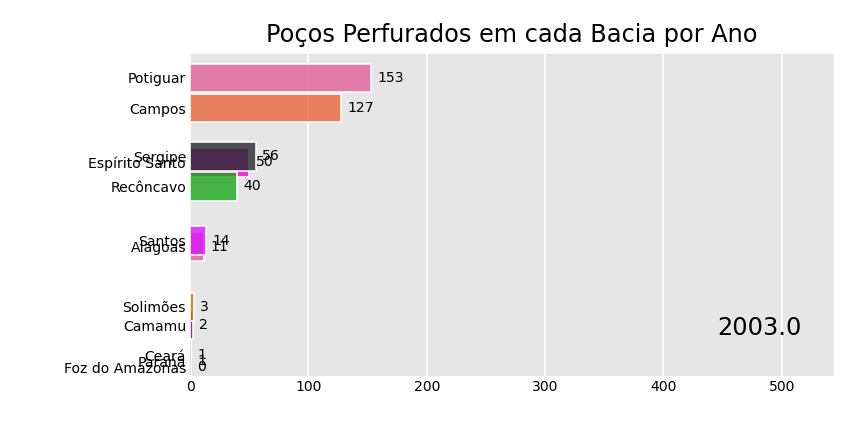 Poços Perfurados em cada Bacia por Ano
Potiguar 153
Campos 127
Sergipe 56
Espírito Santo 50
Recôncavo 40
Santos 14
Alagoas 11
Solimões 3
Camamu 2
2003.0
Ceará 1
Paraná 1
Foz do Amazonas 0
0 100 200 300 400 500